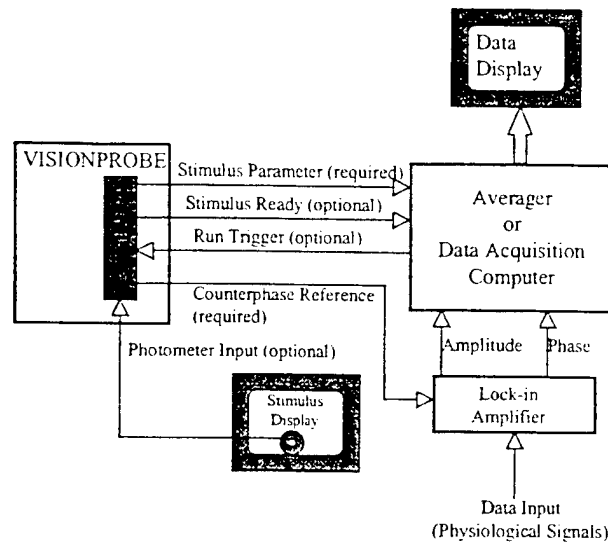 Data
Display
VISIONPROBE
Stimulus Parameter (required)
Stimulus Ready (optional)
Run Trigger (optional)
Averager
or
Data Acquisition
Computer
Counterphase Reference
(required)
Photometer Input (optional)
Amplitude
Phase
Stimulus
Display
Lock-in
Amplifier
Data Input
(Physiological Signals)